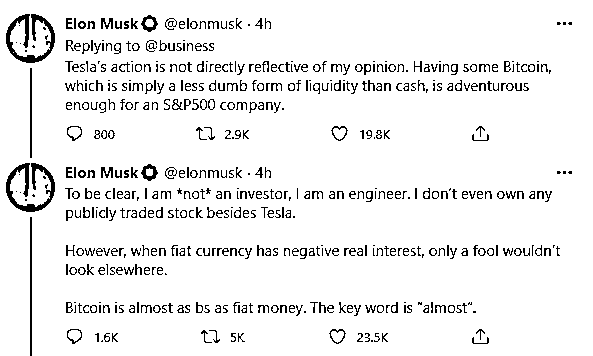 Elon Musk @elonmusk · 4h
Replying to @business
Tesla's action is not directly reflective of my opinion. Having some Bitcoin,
which is simply a less dumb form of liquidity than cash, is adventurous
enough for an S&P500 company.
800 2.9K 19.8K
Elon Musk @elonmusk · 4h
To be clear, I am *not* an investor, I am an engineer. I don't even own any
publicly traded stock besides Tesla.
However, when fiat currency has negative real interest, only a fool wouldn't
look elsewhere.
Bitcoin is almost as bs as fiat money. The key word is "almost".
1.6K 5K 23.5K